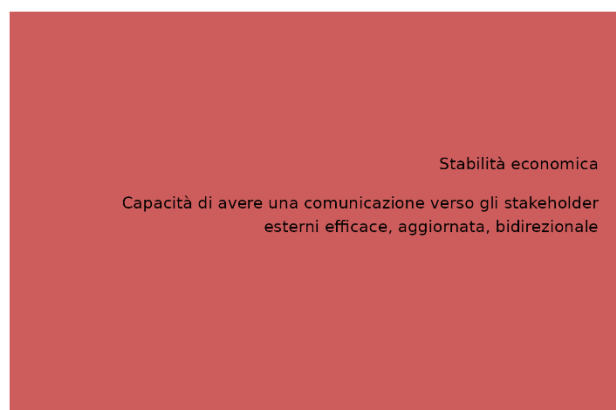 Stabilità economica
Capacità di avere una comunicazione verso gli stakeholder
esterni efficace, aggiornata, bidirezionale